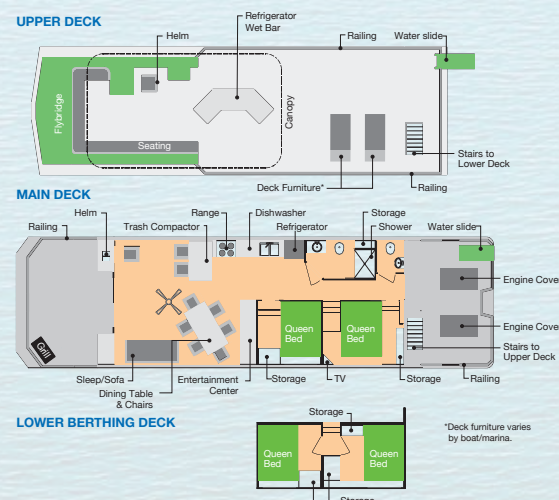 UPPER DECK
Refrigerator
Wet Bar
Helm
Railing
Water slide
Flybridge
Canopy
Seating
Stairs to
Lower Deck
Deck Furniture*
Railing
MAIN DECK
Helm
Range
Dishwasher
Storage
Railing
Trash Compactor
Refrigerator
Shower
Water slide
Engine Cove
Queen
Bed
Queen
Bed
Engine Cove
Grill
Stairs to
Upper Deck
Sleep/Sofa
Entertainment
Center
Storage
TV
Storage
Railing
Dining Table
& Chairs
LOWER BERTHING DECK
Storage
*Deck furniture varies
by boat/marina.
Queen
Bed
Queen
Bed
Storage